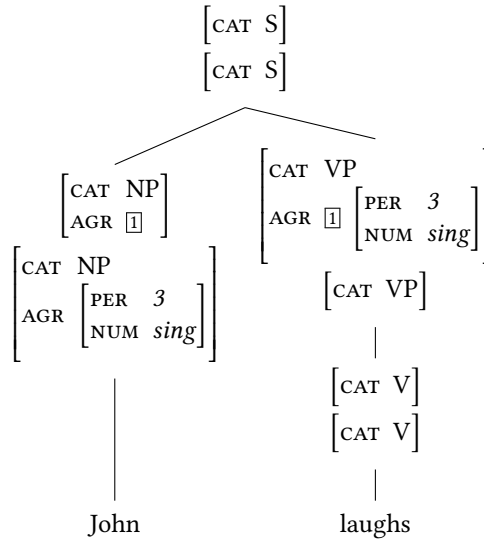 [CAT S]
[CAT S]
[CAT NP
AGR 1]
[CAT VP
AGR 1 [PER 3
NUM sing]]
[CAT NP
AGR [PER 3
NUM sing]]
[CAT VP]
[CAT V]
[CAT V]
John laughs